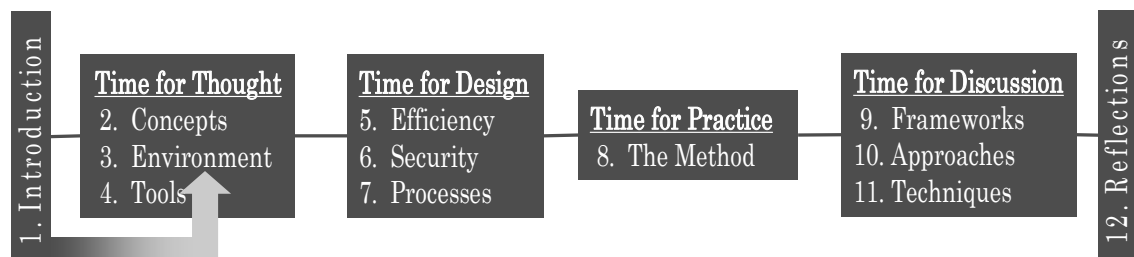 1. Introduction
Time for Thought
2. Concepts
3. Environment
4. Tools
Time for Design
5. Efficiency
6. Security
7. Processes
Time for Practice
8. The Method
Time for Discussion
9. Frameworks
10. Approaches
11. Techniques
12. Reflections